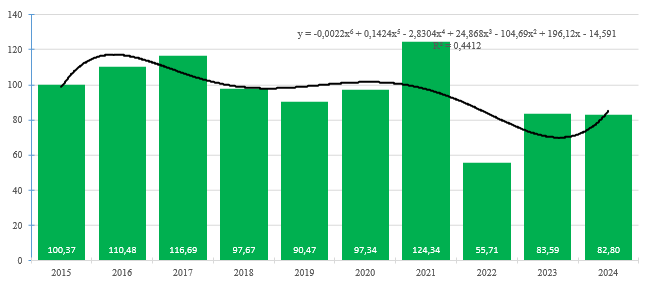 140
y = -0,0022x⁶ + 0,1424x⁵ - 2,8304x⁴ + 24,868x³ - 104,69x² + 196,12x - 14,591
R² = 0,4412
120
100
80
60
40
20
0
100,37 110,48 116,69 97,67 90,47 97,34 124,34 55,71 83,59 82,80
2015 2016 2017 2018 2019 2020 2021 2022 2023 2024